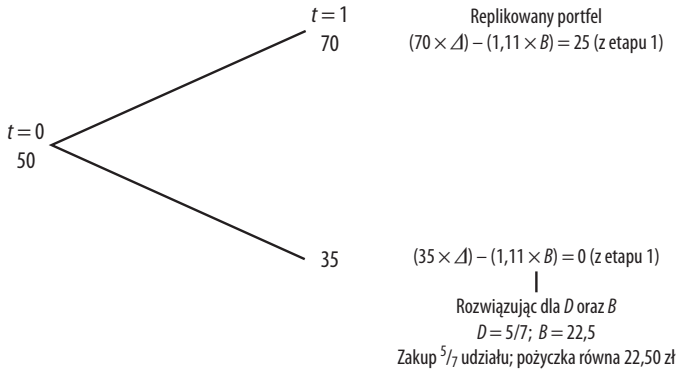 t = 1
70
Replikowany portfel
(70 × Δ) – (1,11 × B) = 25 (z etapu 1)
t = 0
50
35
(35 × Δ) – (1,11 × B) = 0 (z etapu 1)
Rozwiązując dla D oraz B
D = 5/7; B = 22,5
Zakup 5/7 udziału; pożyczka równa 22,50 zł